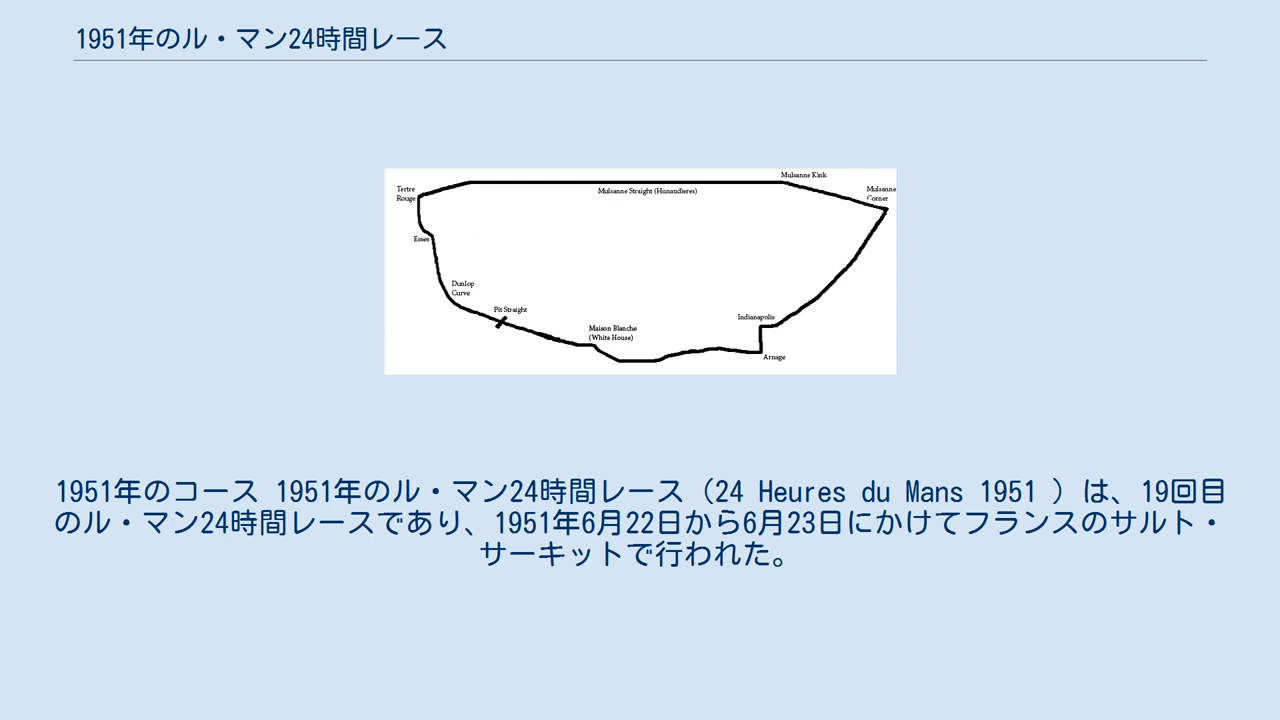 1951年のル・マン24時間レース
Mulsanne Kink
Tertre
Rouge
Mulsanne Straight (Hunaudieres)
Mulsanne
Corner
Esses
Dunlop
Curve
Pit Straight
Indianapolis
Maison Blanche
(White House)
Arnage
1951年のコース 1951年のル・マン24時間レース（24 Heures du Mans 1951 ）は、19回目
のル・マン24時間レースであり、1951年6月22日から6月23日にかけてフランスのサルト・
サーキットで行われた。